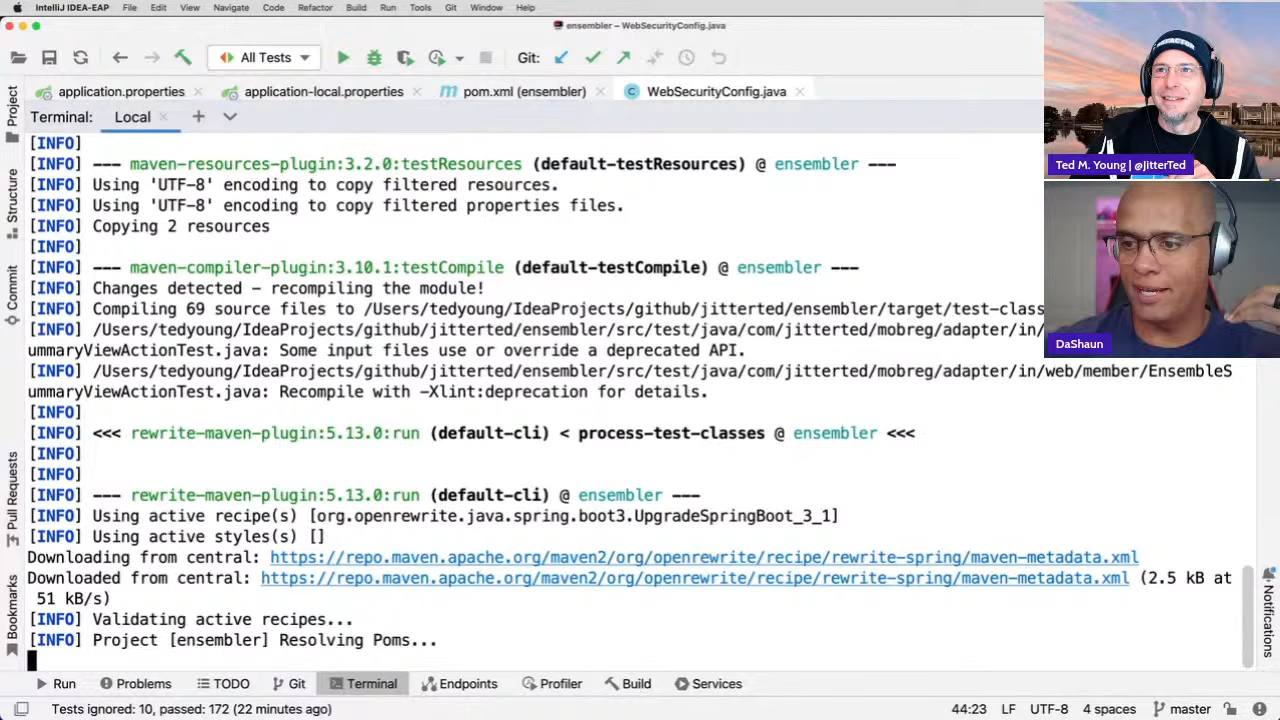 IntelliJ IDEA-EAP File Edit View Navigate Code Refactor Build Run Tools Git Window Help
ensembler – WebSecurityConfig.java
All Tests Git:
application.properties application-local.properties pom.xml (ensembler) WebSecurityConfig.java
Terminal: Local
[INFO]
[INFO] --- maven-resources-plugin:3.2.0:testResources (default-testResources) @ ensembler ---
[INFO] Using 'UTF-8' encoding to copy filtered resources.
[INFO] Using 'UTF-8' encoding to copy filtered properties files.
[INFO] Copying 2 resources
[INFO]
[INFO] --- maven-compiler-plugin:3.10.1:testCompile (default-testCompile) @ ensembler ---
[INFO] Changes detected - recompiling the module!
[INFO] Compiling 69 source files to /Users/tedyoung/IdeaProjects/github/jitterted/ensembler/target/test-class
[INFO] /Users/tedyoung/IdeaProjects/github/jitterted/ensembler/src/test/java/com/jitterted/mobreg/adapter/in/
ummaryViewActionTest.java: Some input files use or override a deprecated API.
[INFO] /Users/tedyoung/IdeaProjects/github/jitterted/ensembler/src/test/java/com/jitterted/mobreg/adapter/in/web/member/EnsembleS
ummaryViewActionTest.java: Recompile with -Xlint:deprecation for details.
[INFO]
[INFO] <<< rewrite-maven-plugin:5.13.0:run (default-cli) < process-test-classes @ ensembler <<<
[INFO]
[INFO]
[INFO] --- rewrite-maven-plugin:5.13.0:run (default-cli) @ ensembler ---
[INFO] Using active recipe(s) [org.openrewrite.java.spring.boot3.UpgradeSpringBoot_3_1]
[INFO] Using active styles(s) []
Downloading from central: https://repo.maven.apache.org/maven2/org/openrewrite/recipe/rewrite-spring/maven-metadata.xml
Downloaded from central: https://repo.maven.apache.org/maven2/org/openrewrite/recipe/rewrite-spring/maven-metadata.xml (2.5 kB at
51 kB/s)
[INFO] Validating active recipes...
[INFO] Project [ensembler] Resolving Poms...
Run Problems TODO Git Terminal Endpoints Profiler Build Services
Tests ignored: 10, passed: 172 (22 minutes ago) 44:23 LF UTF-8 4 spaces master
Project
Structure
Commit
Pull Requests
Bookmarks
Notifications
REFACTOR
Ted M. Young | @JitterTed
DaShaun